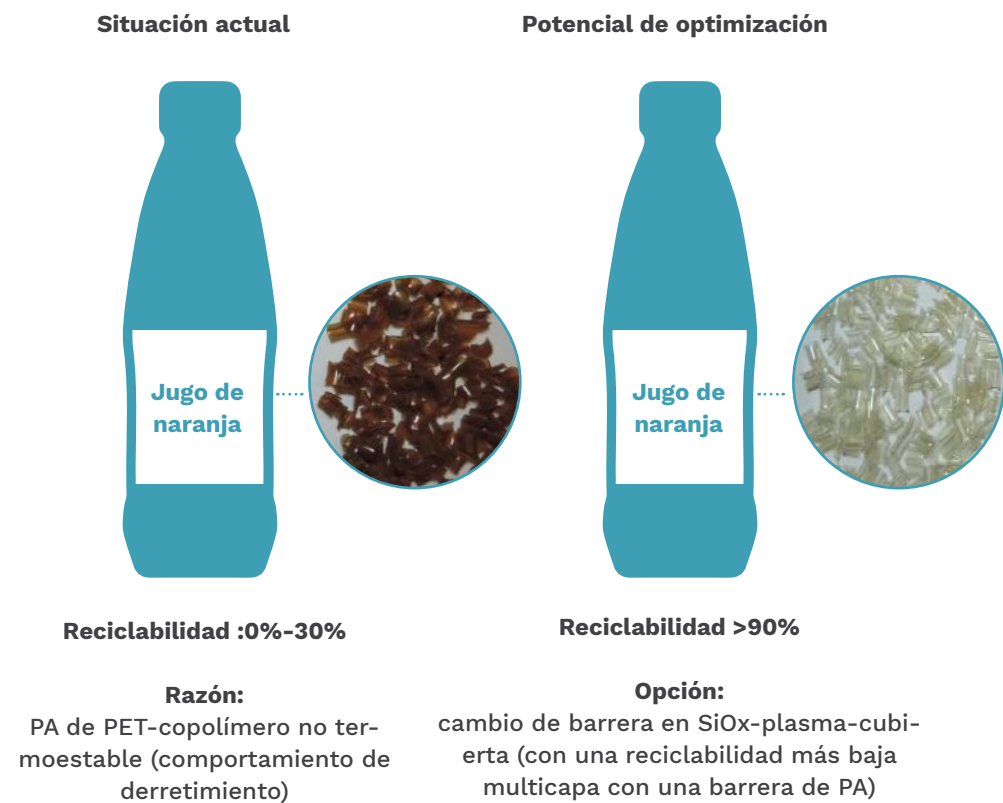 Situación actual
Potencial de optimización
Jugo de
naranja
Jugo de
naranja
Reciclabilidad :0%-30%
Razón:
PA de PET-copolímero no ter-
moestable (comportamiento de
derretimiento)
Reciclabilidad >90%
Opción:
cambio de barrera en SiOx-plasma-cubi-
erta (con una reciclabilidad más baja
multicapa con una barrera de PA)